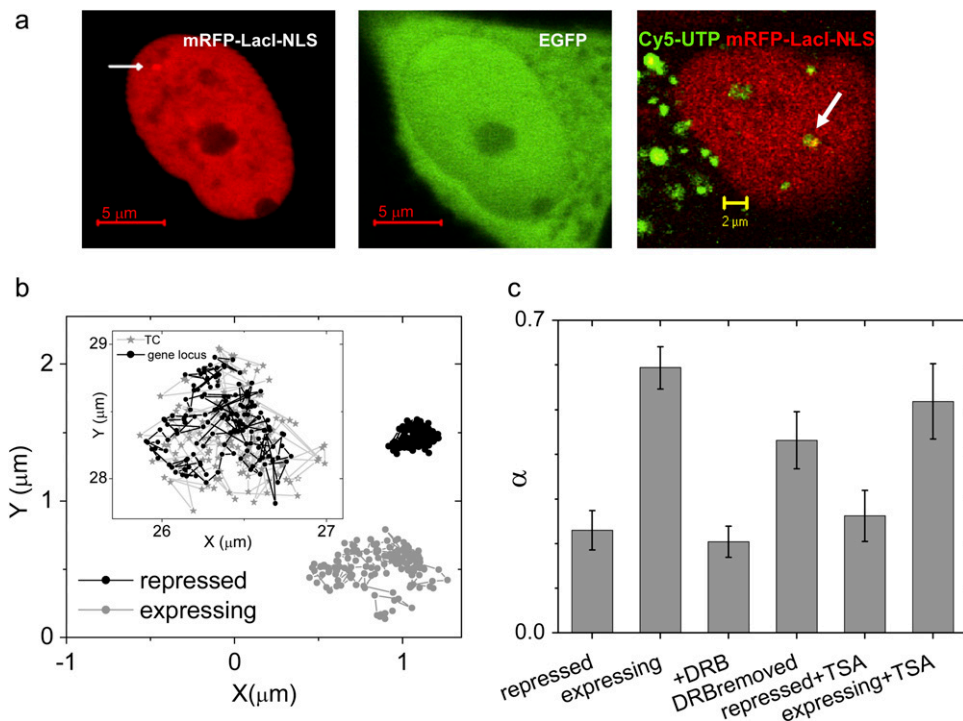 a
mRFP-LacI-NLS
5 μm
EGFP
5 μm
Cy5-UTP mRFP-LacI-NLS
2 μm
b
Y (μm)
2
1
0
-1
0
1
X(μm)
29
28
Y (μm)
26
27
X (μm)
TC
gene locus
repressed
expressing
c
0.7
α
0.0
repressed
expressing
+DRB
DRBremoved
repressed+TSA
expressing+TSA